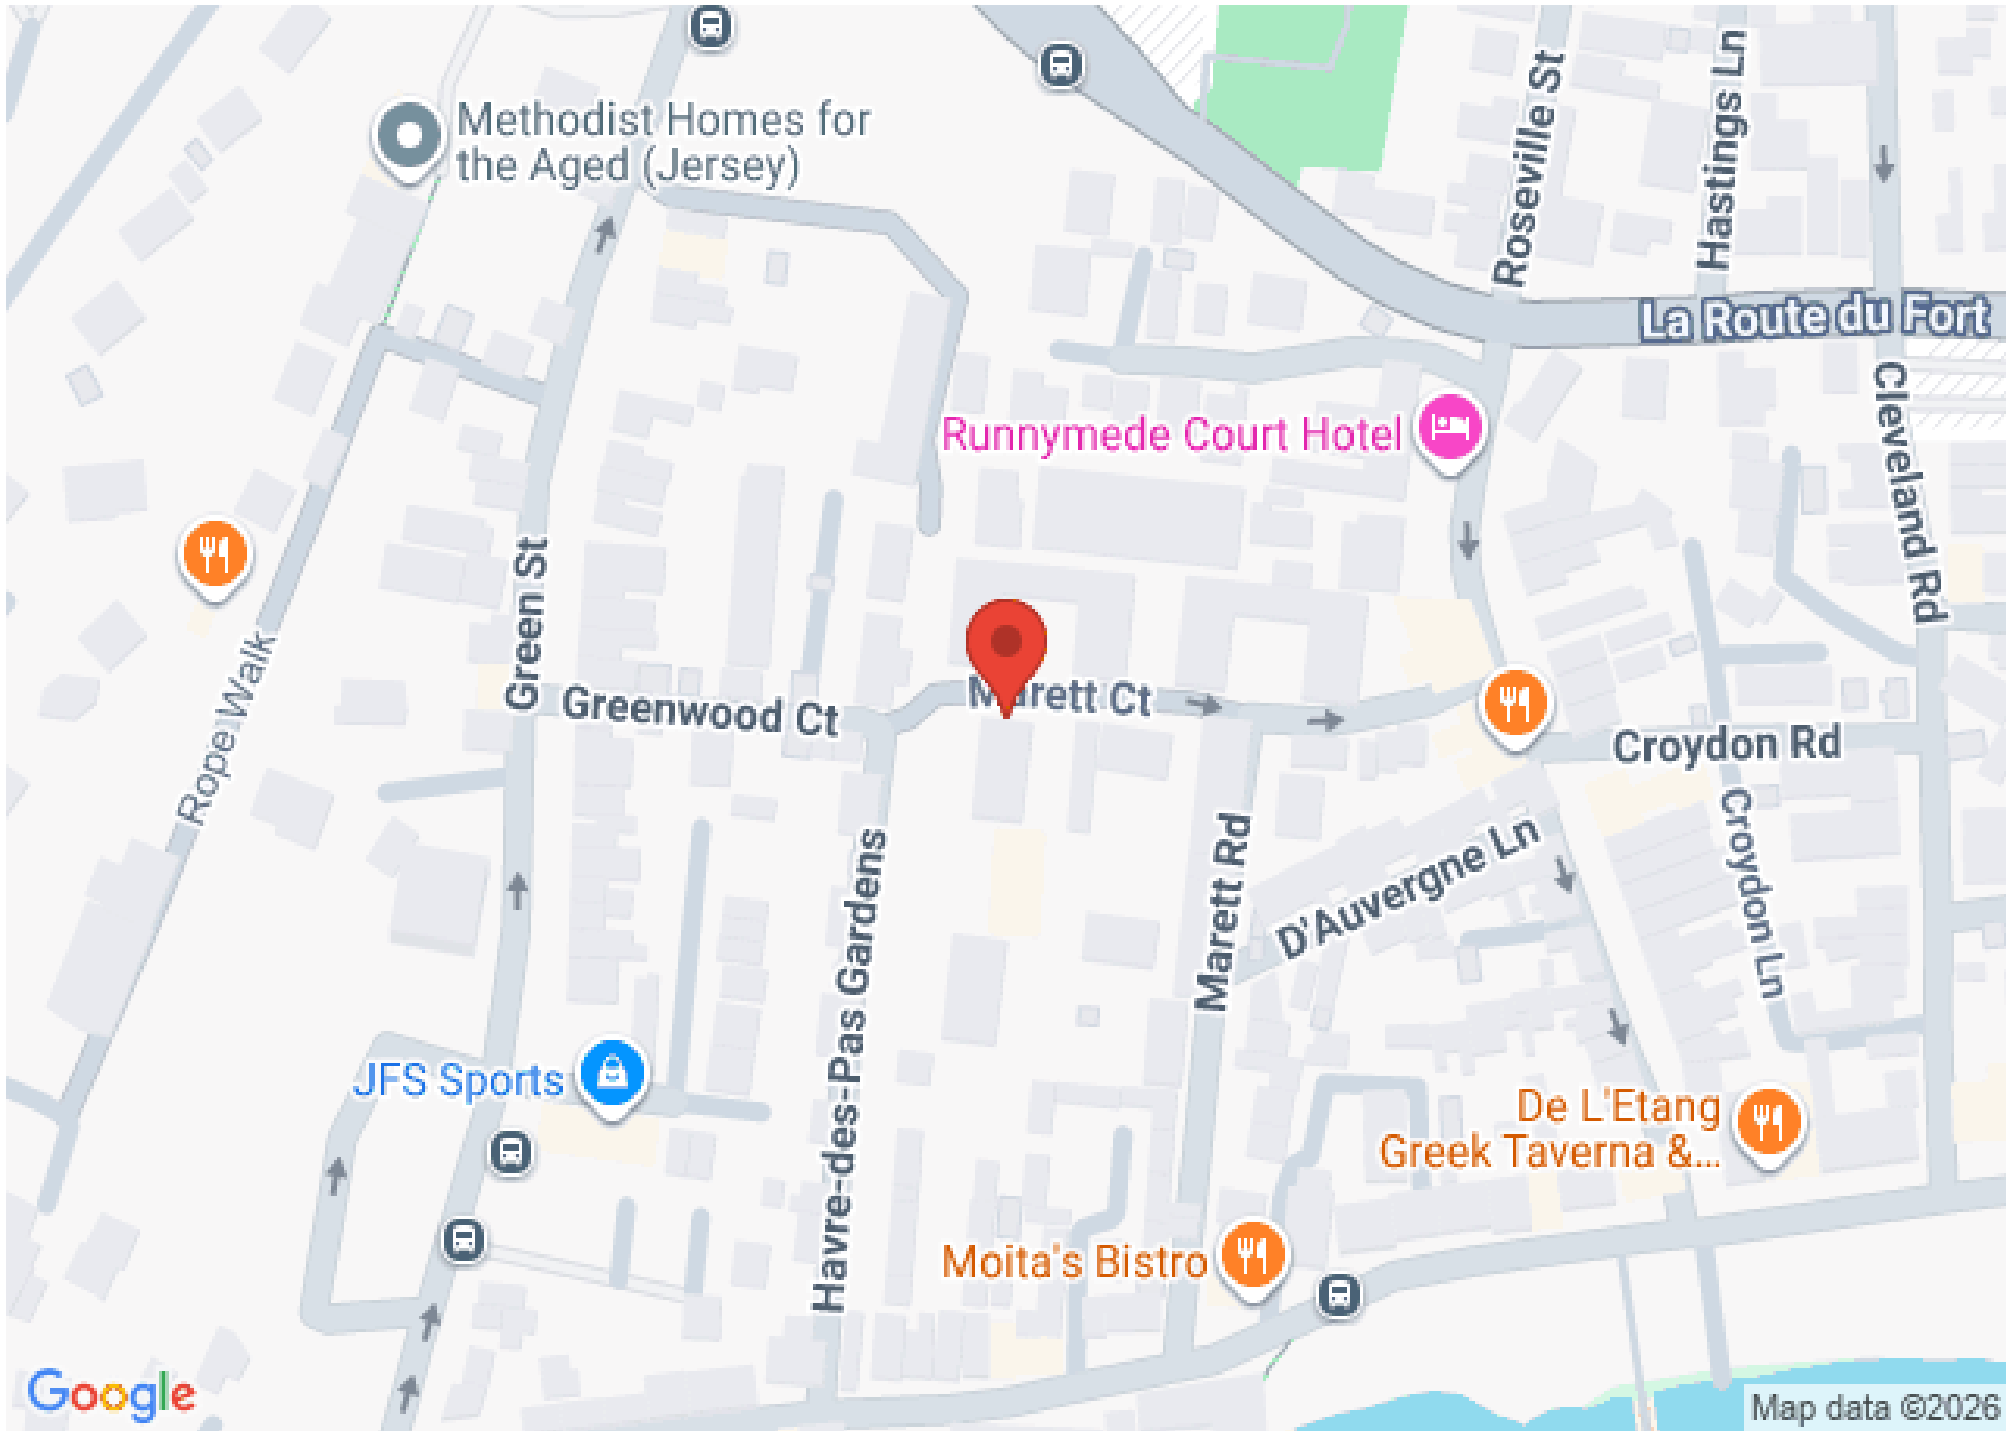 Methodist Homes for
the Aged (Jersey)
Roseville St
Hastings Ln
La Route du Fort
Cleveland Rd
Runnymede Court Hotel
Green St
Rope Walk
Greenwood Ct
Marett Ct
Croydon Rd
Croydon Ln
Marett Rd
D'Auvergne Ln
Havre-des-Pas Gardens
JFS Sports
De L'Etang
Greek Taverna &...
Moita's Bistro
Google
Map data ©2026